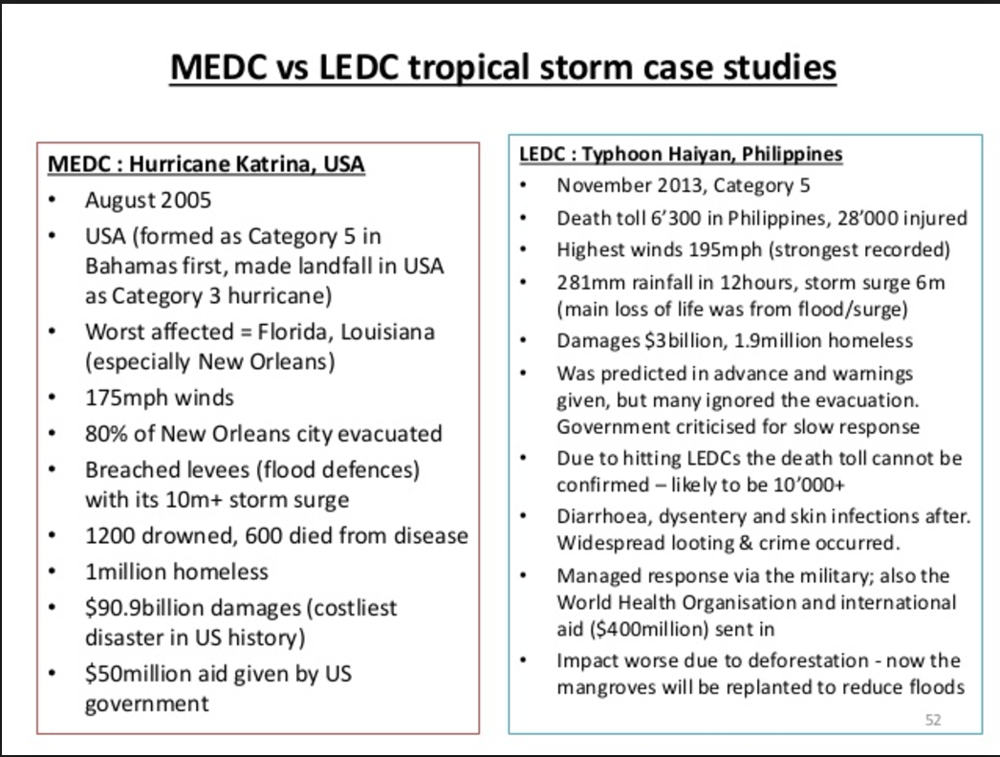 MEDC vs LEDC tropical storm case studies
MEDC : Hurricane Katrina, USA
• August 2005
• USA (formed as Category 5 in
Bahamas first, made landfall in USA
as Category 3 hurricane)
• Worst affected = Florida, Louisiana
(especially New Orleans)
• 175mph winds
• 80% of New Orleans city evacuated
• Breached levees (flood defences)
with its 10m+ storm surge
• 1200 drowned, 600 died from disease
• 1million homeless
• $90.9billion damages (costliest
disaster in US history)
• $50million aid given by US
government
LEDC : Typhoon Haiyan, Philippines
• November 2013, Category 5
• Death toll 6’300 in Philippines, 28’000 injured
• Highest winds 195mph (strongest recorded)
• 281mm rainfall in 12hours, storm surge 6m
(main loss of life was from flood/surge)
• Damages $3billion, 1.9million homeless
• Was predicted in advance and warnings
given, but many ignored the evacuation.
Government criticised for slow response
• Due to hitting LEDCs the death toll cannot be
confirmed – likely to be 10’000+
• Diarrhoea, dysentery and skin infections after.
Widespread looting & crime occurred.
• Managed response via the military; also the
World Health Organisation and international
aid ($400million) sent in
• Impact worse due to deforestation - now the
mangroves will be replanted to reduce floods
52